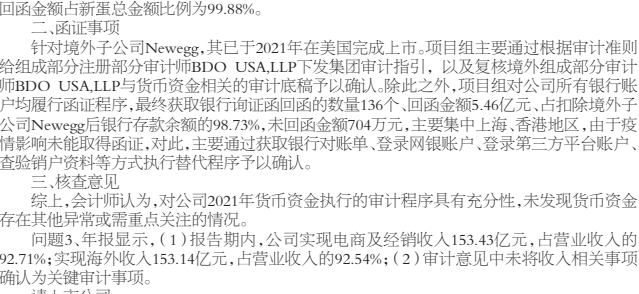 回函金额占新蛋总金额比例为99.88%。
二、函证事项
针对境外子公司Newegg,其已于2021年在美国完成上市。项目组主要通过根据审计准则
给组成部分注册部分审计师BDO USA,LLP下发集团审计指引，以及复核境外组成部分审计
师BDO USA,LLP与货币资金相关的审计底稿予以确认。除此之外,项目组对公司所有银行账
户均履行函证程序,最终获取银行询证函回函的数量136个、回函金额5.46亿元、占扣除境外子
公司Newegg后银行存款余额的98.73%,未回函金额704万元,主要集中上海、香港地区,由于疫
情影响未能取得函证,对此,主要通过获取银行对账单、登录网银账户、登录第三方平台账户、
查验销户资料等方式执行替代程序予以确认。
三、核查意见
综上,会计师认为,对公司2021年货币资金执行的审计程序具有充分性,未发现货币资金
存在其他异常或需重点关注的情况。
问题3、年报显示,(1)报告期内,公司实现电商及经销收入153.43亿元,占营业收入的
92.71%;实现海外收入153.14亿元,占营业收入的92.54%;(2)审计意见中未将收入相关事项
确认为关键审计事项。